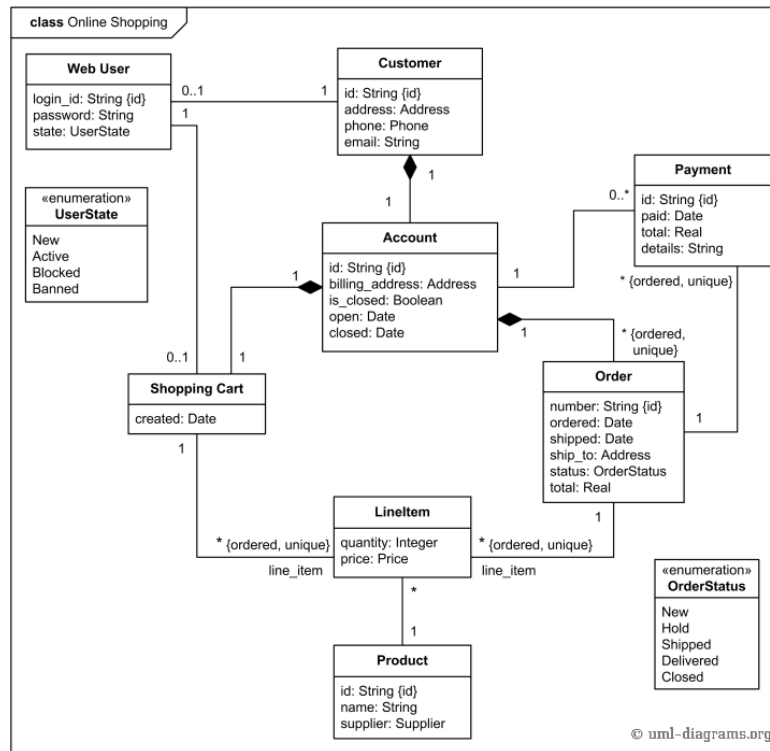 class Online Shopping
Web User
login_id: String {id}
password: String
state: UserState
0..1
1
1
Customer
id: String {id}
address: Address
phone: Phone
email: String
1
1
«enumeration»
UserState
New
Active
Blocked
Banned
Payment
id: String {id}
paid: Date
total: Real
details: String
0..*
* {ordered, unique}
Account
id: String {id}
billing_address: Address
is_closed: Boolean
open: Date
closed: Date
1
1
1
* {ordered,
unique}
0..1
1
Shopping Cart
created: Date
1
Order
number: String {id}
ordered: Date
shipped: Date
ship_to: Address
status: OrderStatus
total: Real
1
1
LineItem
quantity: Integer
price: Price
* {ordered, unique}
line_item
* {ordered, unique}
line_item
*
1
Product
id: String {id}
name: String
supplier: Supplier
«enumeration»
OrderStatus
New
Hold
Shipped
Delivered
Closed
© uml-diagrams.org